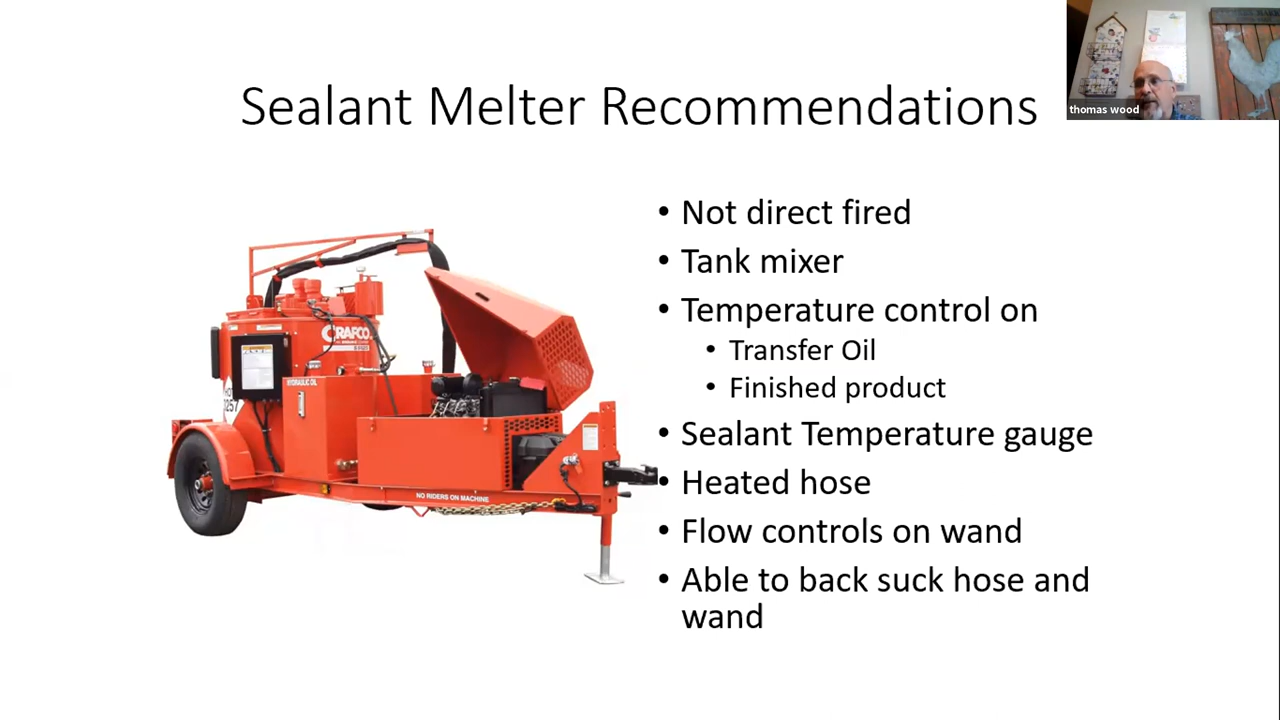 thomas wood
Sealant Melter Recommendations
• Not direct fired
• Tank mixer
• Temperature control on
• Transfer Oil
• Finished product
• Sealant Temperature gauge
• Heated hose
• Flow controls on wand
• Able to back suck hose and
wand
CRAFCO
HYDRAULIC OIL
NO RIDERS ON MACHINE